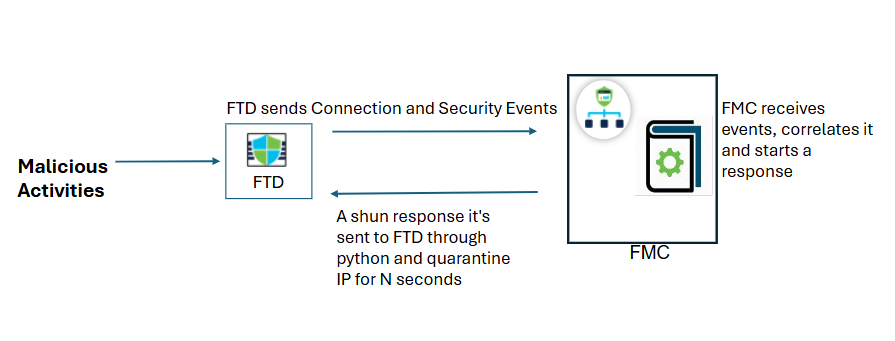 Malicious
Activities
FTD sends Connection and Security Events
FTD
A shun response it's
sent to FTD through
python and quarantine
IP for N seconds
FMC
FMC receives
events, correlates it
and starts a
response